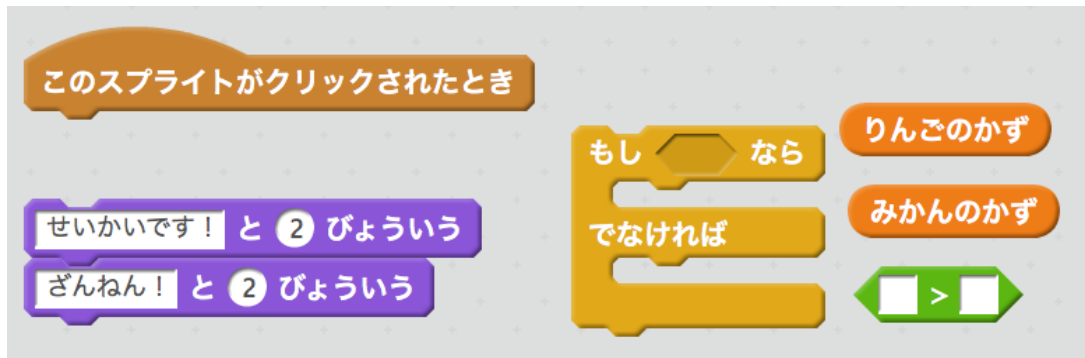 このスプライトがクリックされたとき
せいかいです！ と 2 びょういう
ざんねん！ と 2 びょういう
もし なら
でなければ
りんごのかず
みかんのかず
>